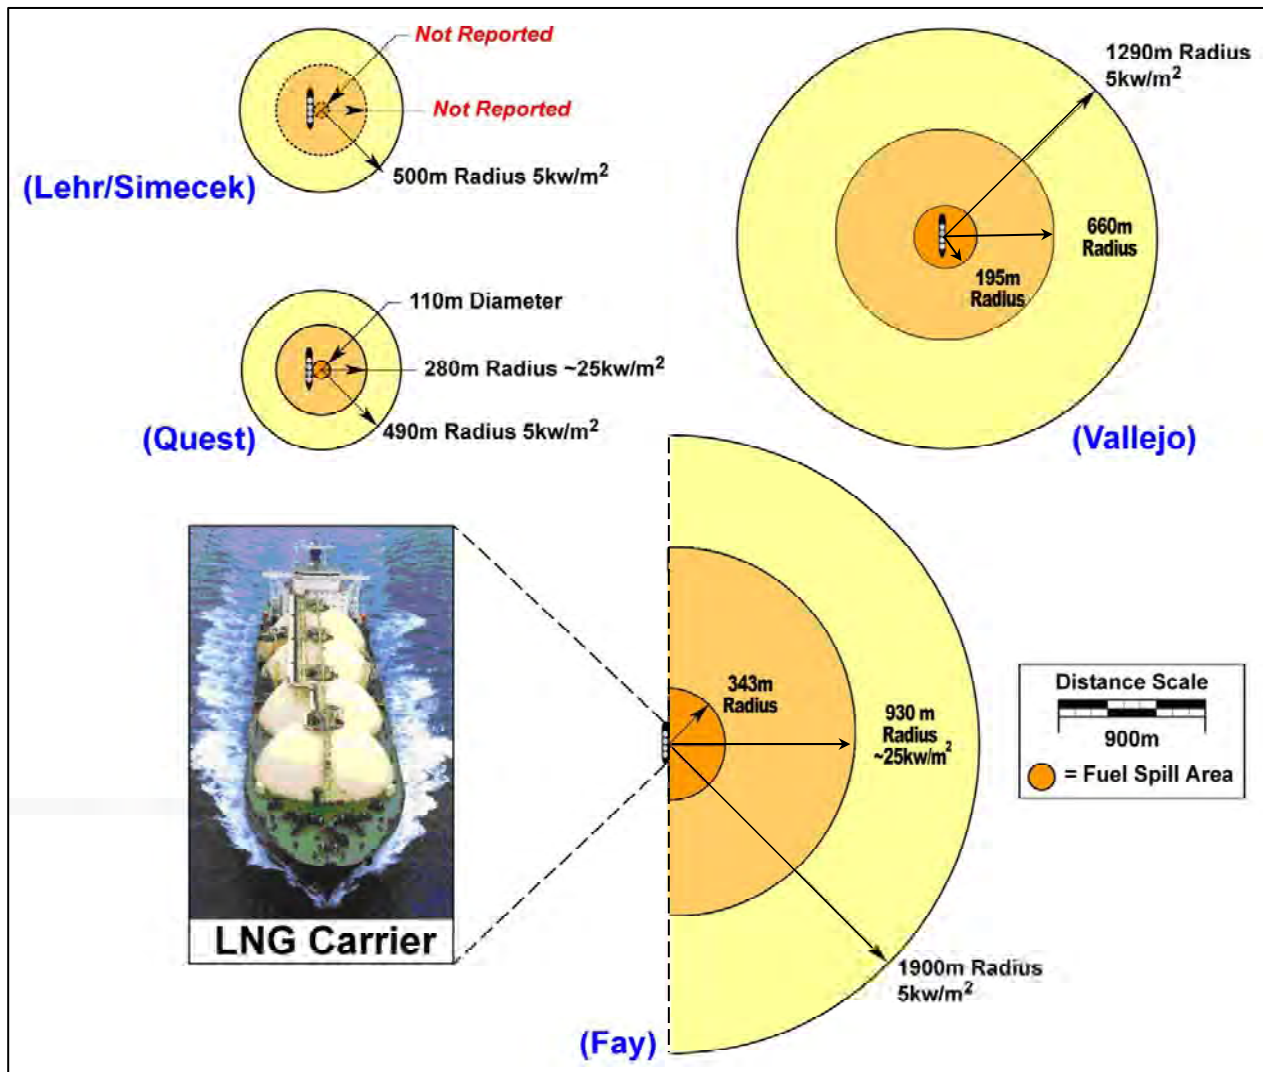 Not Reported
Not Reported
500m Radius 5kw/m²
(Lehr/Simecek)
1290m Radius
5kw/m²
660m
Radius
195m
Radius
(Vallejo)
110m Diameter
280m Radius ~25kw/m²
490m Radius 5kw/m²
(Quest)
LNG Carrier
343m
Radius
930 m
Radius
~25kw/m²
1900m Radius
5kw/m²
(Fay)
Distance Scale
900m
= Fuel Spill Area